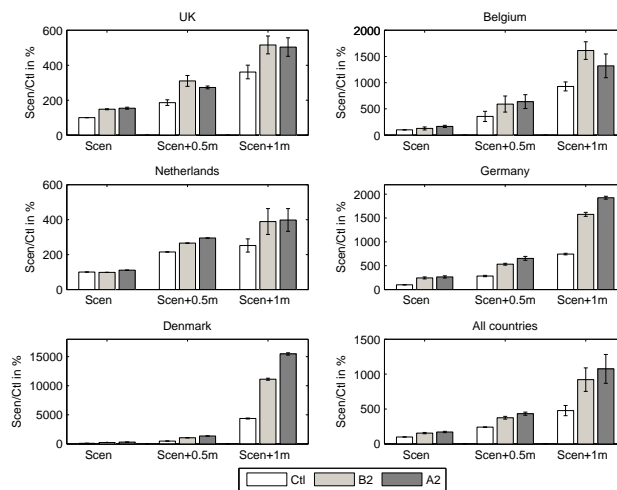 UK
Scen/Ctl in %
600
400
200
0
Scen
Scen+0.5m
Scen+1m
Belgium
Scen/Ctl in %
2000
1500
1000
500
0
Scen
Scen+0.5m
Scen+1m
Netherlands
Scen/Ctl in %
600
400
200
0
Scen
Scen+0.5m
Scen+1m
Germany
Scen/Ctl in %
2000
1500
1000
500
0
Scen
Scen+0.5m
Scen+1m
Denmark
Scen/Ctl in %
15000
10000
5000
0
Scen
Scen+0.5m
Scen+1m
All countries
Scen/Ctl in %
1500
1000
500
0
Scen
Scen+0.5m
Scen+1m
Ctl
B2
A2